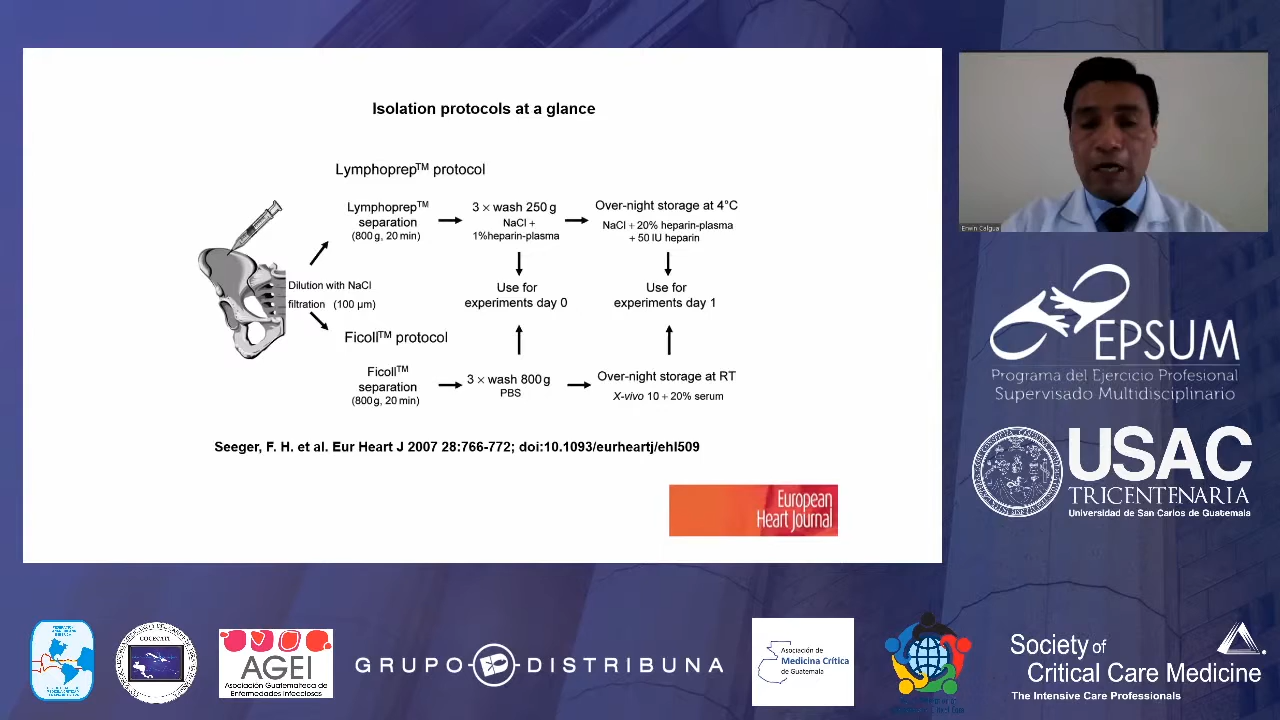 Isolation protocols at a glance
Lymphoprep™ protocol
Lymphoprep™
separation
(800 g, 20 min)
3 × wash 250 g
NaCl +
1%heparin-plasma
Over-night storage at 4°C
NaCl + 20% heparin-plasma
+ 50 IU heparin
Dilution with NaCl
filtration (100 µm)
Use for
experiments day 0
Use for
experiments day 1
Ficoll™ protocol
Ficoll™
separation
(800 g, 20 min)
3 × wash 800 g
PBS
Over-night storage at RT
X-vivo 10 + 20% serum
Seeger, F. H. et al. Eur Heart J 2007 28:766-772; doi:10.1093/eurheartj/ehl509
European
Heart Journal
Erwin Calgua
EPSUM
Programa del Ejercicio Profesional
Supervisado Multidisciplinario
USAC
TRICENTENARIA
Universidad de San Carlos de Guatemala
AGEI
Asociación Guatemalteca de
Enfermedades Infecciosas
GRUPO DISTRIBUNA
Asociación de
Medicina Crítica
de Guatemala
Society of
Critical Care Medicine
The Intensive Care Professionals